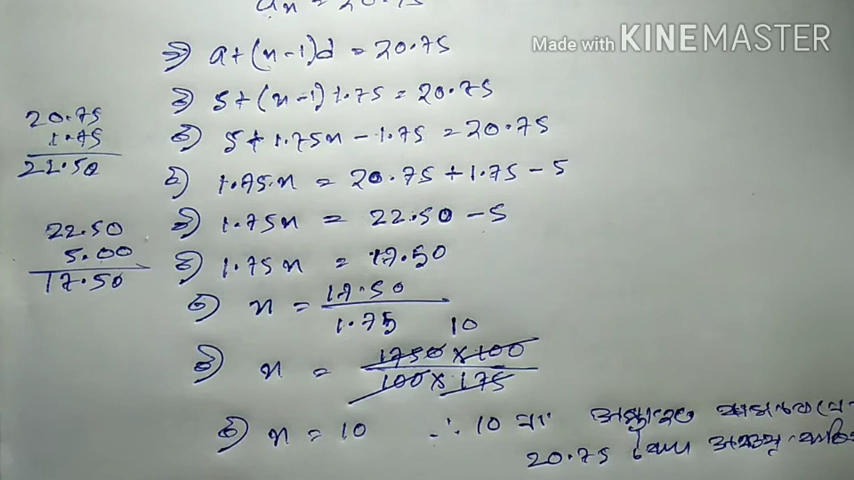 Made with KINEMASTER
aₙ = 20.75
⇒ a+(n-1)d = 20.75
⇒ 5+(n-1)1.75 = 20.75
⇒ 5+1.75n - 1.75 = 20.75
20.75
1.75
22.50
⇒ 1.75n = 20.75+1.75 - 5
⇒ 1.75n = 22.50 - 5
22.50
5.00
17.50
⇒ 1.75n = 17.50
⇒ n = 17.50
1.75 10
⇒ n = 1750×100
100×175
⇒ n = 10 ∴ 10
20.75